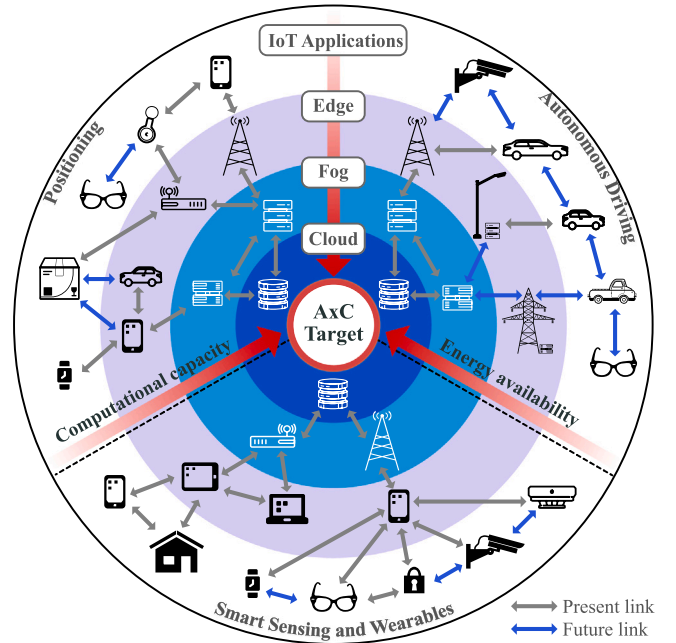 IoT Applications
Edge
Positioning
Autonomous Driving
Fog
Cloud
AxC
Target
Computational capacity
Energy availability
Smart Sensing and Wearables
Present link
Future link